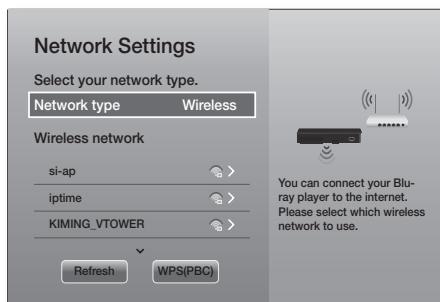 Network Settings
Select your network type.
Network type Wireless
Wireless network
si-ap
iptime
KIMING_VTOWER
Refresh WPS(PBC)
You can connect your Blu-
ray player to the internet.
Please select which wireless
network to use.